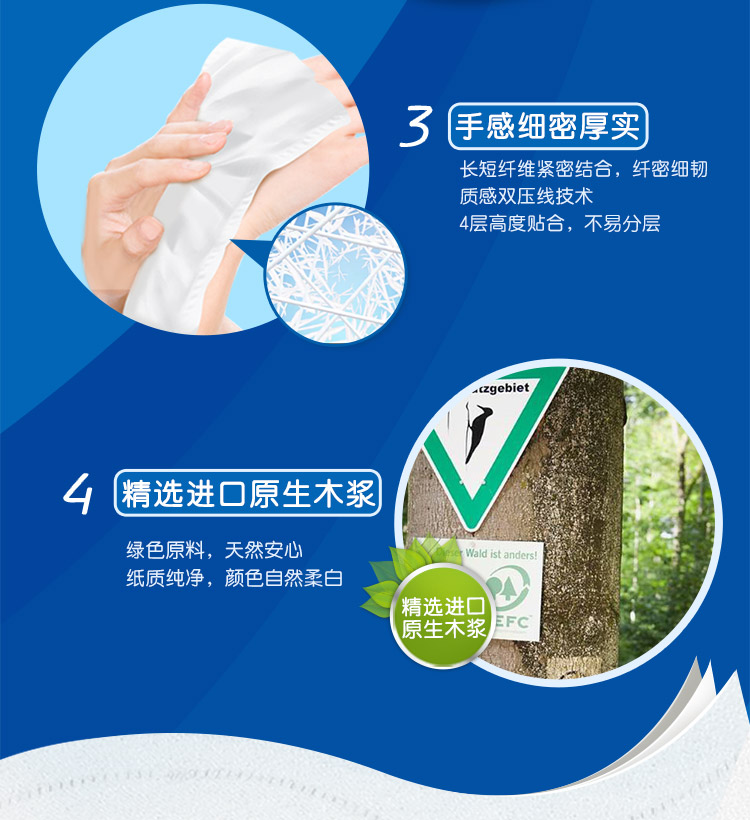 3
手感细密厚实
长短纤维紧密结合，纤密细韧
质感双压线技术
4层高度贴合，不易分层
4
精选进口原生木浆
绿色原料，天然安心
纸质纯净，颜色自然柔白
tzgebiet
Wald ist anders!
EFC
精选进口
原生木浆